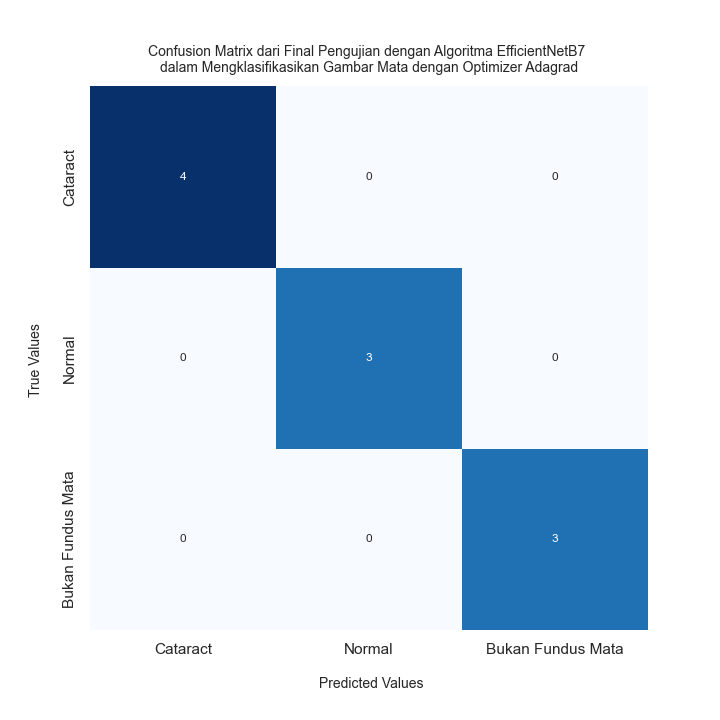 Confusion Matrix dari Final Pengujian dengan Algoritma EfficientNetB7
dalam Mengklasifikasikan Gambar Mata dengan Optimizer Adagrad
True Values
Cataract
4 0 0
Normal
0 3 0
Bukan Fundus Mata
0 0 3
Cataract Normal Bukan Fundus Mata
Predicted Values